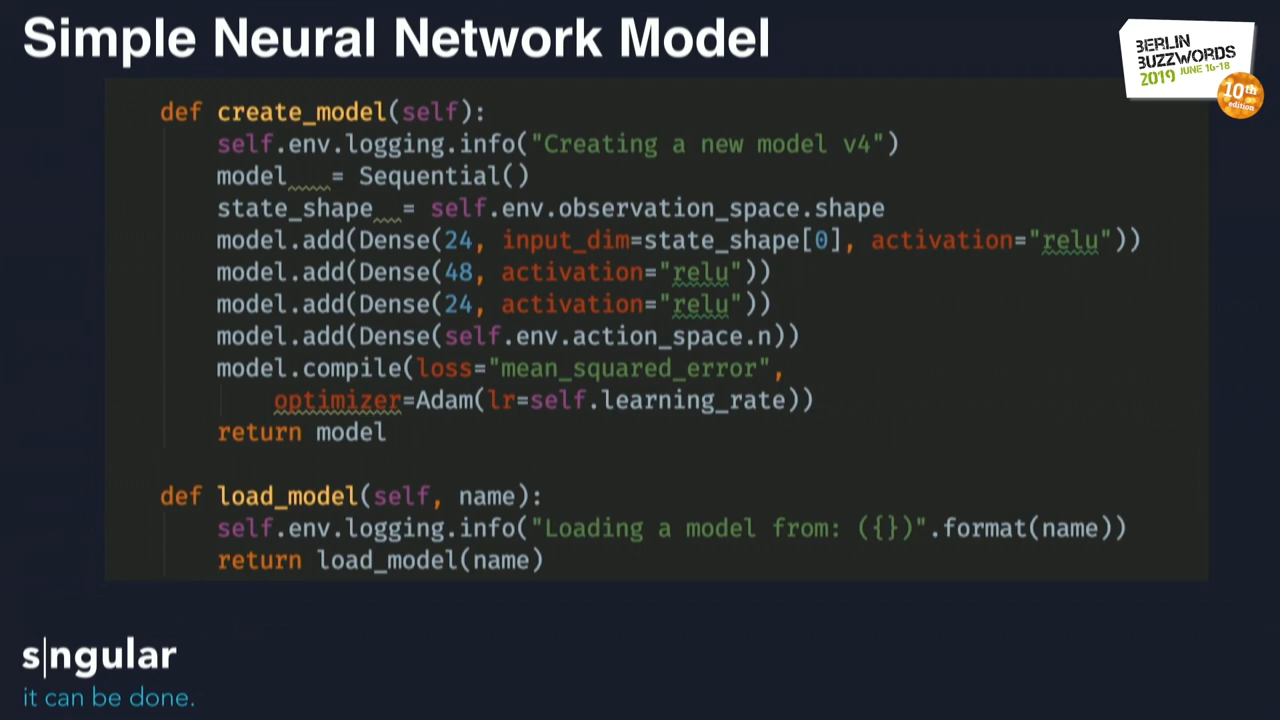 Simple Neural Network Model
BERLIN
BUZZWORDS
2019 JUNE 16-18
10th
edition
def create_model(self):
    self.env.logging.info("Creating a new model v4")
    model   = Sequential()
    state_shape  = self.env.observation_space.shape
    model.add(Dense(24, input_dim=state_shape[0], activation="relu"))
    model.add(Dense(48, activation="relu"))
    model.add(Dense(24, activation="relu"))
    model.add(Dense(self.env.action_space.n))
    model.compile(loss="mean_squared_error",
        optimizer=Adam(lr=self.learning_rate))
    return model
def load_model(self, name):
    self.env.logging.info("Loading a model from: ({})".format(name))
    return load_model(name)
s|ngular
it can be done.